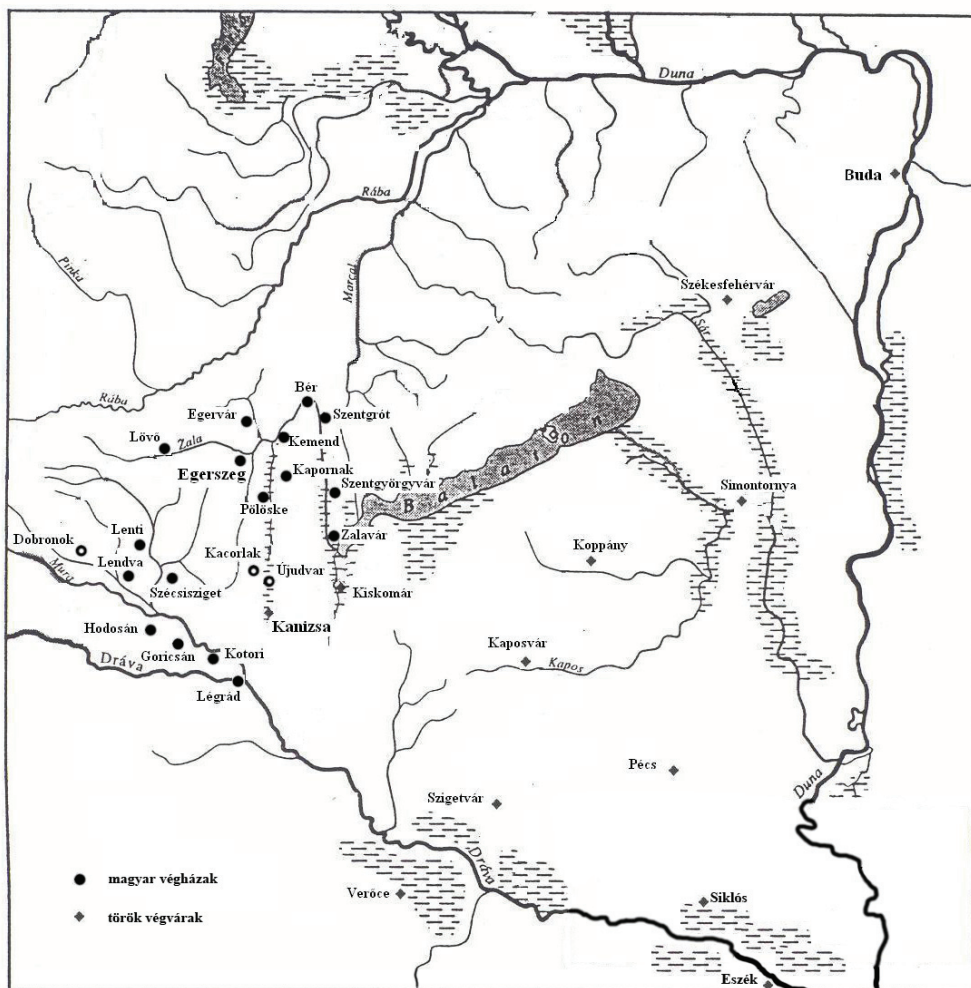 Duna
Buda
Rába
Pinka
Marcal
Székesfehérvár
Sár
Rába
Bér
Egervár
Szentgrót
Lövő
Zala
Kemend
Egerszeg
Kapornak
Szentgyörgyvár
Balaton
Pölöske
Simontornya
Lenti
Zalavár
Dobronok
Kacorlak
Koppány
Lendva
Újudvar
Mura
Szécsisziget
Kiskomár
Hodosán
Kanizsa
Goricsán
Kotori
Kaposvár
Dráva
Kapos
Légrád
Pécs
Duna
Szigetvár
Dráva
magyar végházak
Verőce
Siklós
török végvárak
Eszék